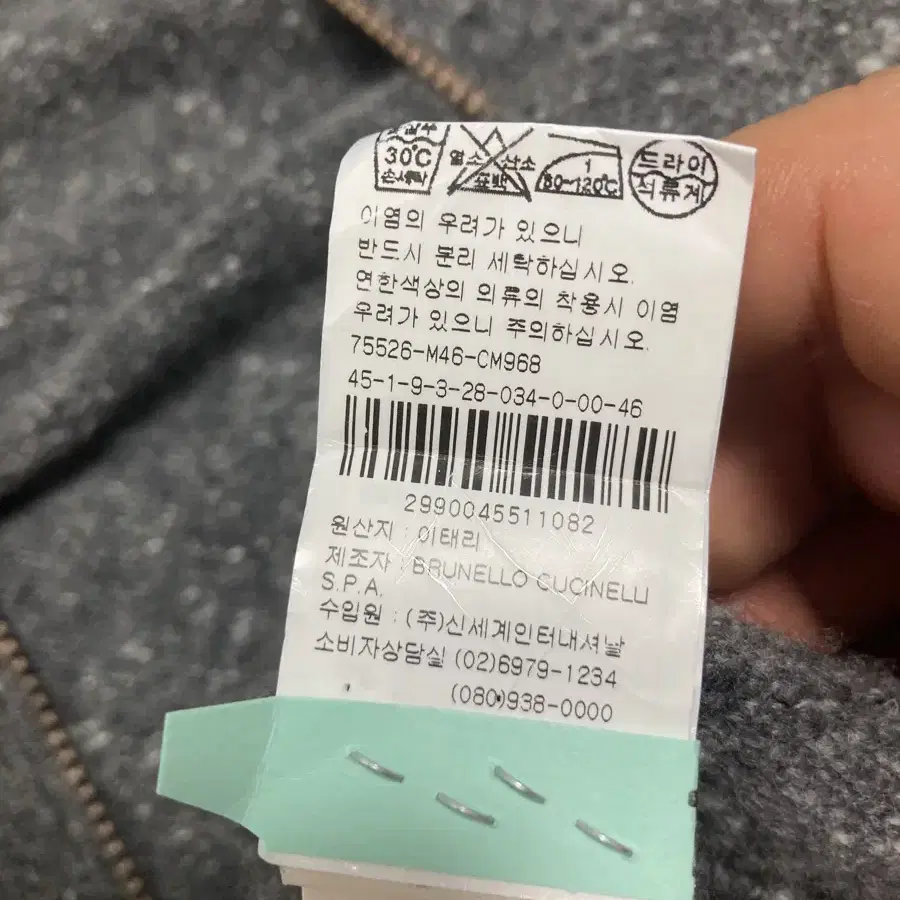 30℃
손세탁
염소 산소
표백
1
80~120℃
드라이
석유계
이염의 우려가 있으니
반드시 분리 세탁하십시오.
연한색상의 의류의 착용시 이염
우려가 있으니 주의하십시오.
75526-M46-CM968
45-1-9-3-28-034-0-00-46
2990045511082
원산지 : 이태리
제조자 : BRUNELLO CUCINELLI
S.P.A.
수입원 : (주)신세계인터내셔날
소비자상담실 (02)6979-1234
(080)938-0000